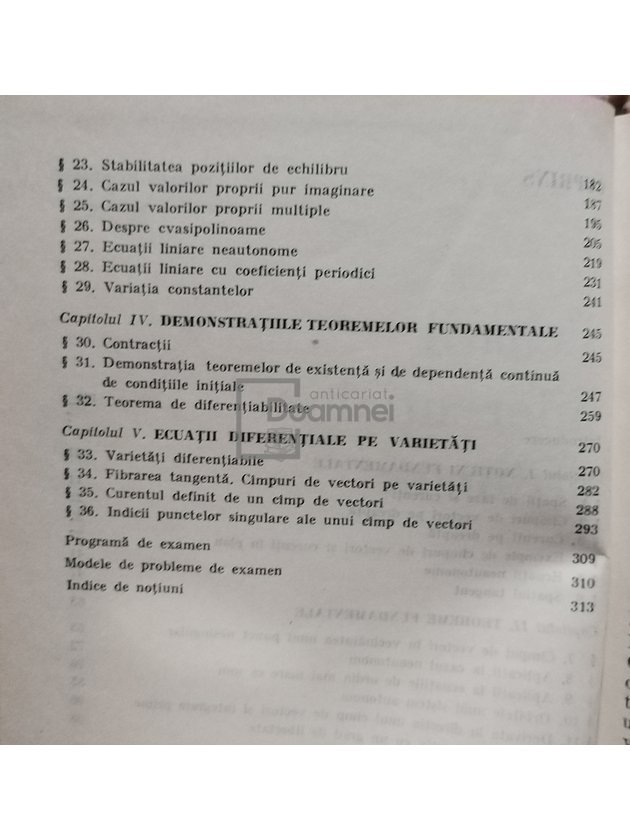 § 23. Stabilitatea pozițiilor de echilibru 182
§ 24. Cazul valorilor proprii pur imaginare 187
§ 25. Cazul valorilor proprii multiple 195
§ 26. Despre cvasipolinoame 205
§ 27. Ecuații liniare neautonome 219
§ 28. Ecuații liniare cu coeficienți periodici 231
§ 29. Variația constantelor 241
Capitolul IV. DEMONSTRAȚIILE TEOREMELOR FUNDAMENTALE 245
§ 30. Contracții 245
§ 31. Demonstrația teoremelor de existență și de dependență continuă
de condițiile inițiale 247
§ 32. Teorema de diferențiabilitate 259
anticariat
Doamnei
Capitolul V. ECUAȚII DIFERENȚIALE PE VARIETĂȚI 270
§ 33. Varietăți diferențiabile 270
§ 34. Fibrarea tangentă. Cîmpuri de vectori pe varietăți 282
§ 35. Curentul definit de un cîmp de vectori 288
§ 36. Indicii punctelor singulare ale unui cîmp de vectori 293
Programă de examen 309
Modele de probleme de examen 310
Indice de noțiuni 313